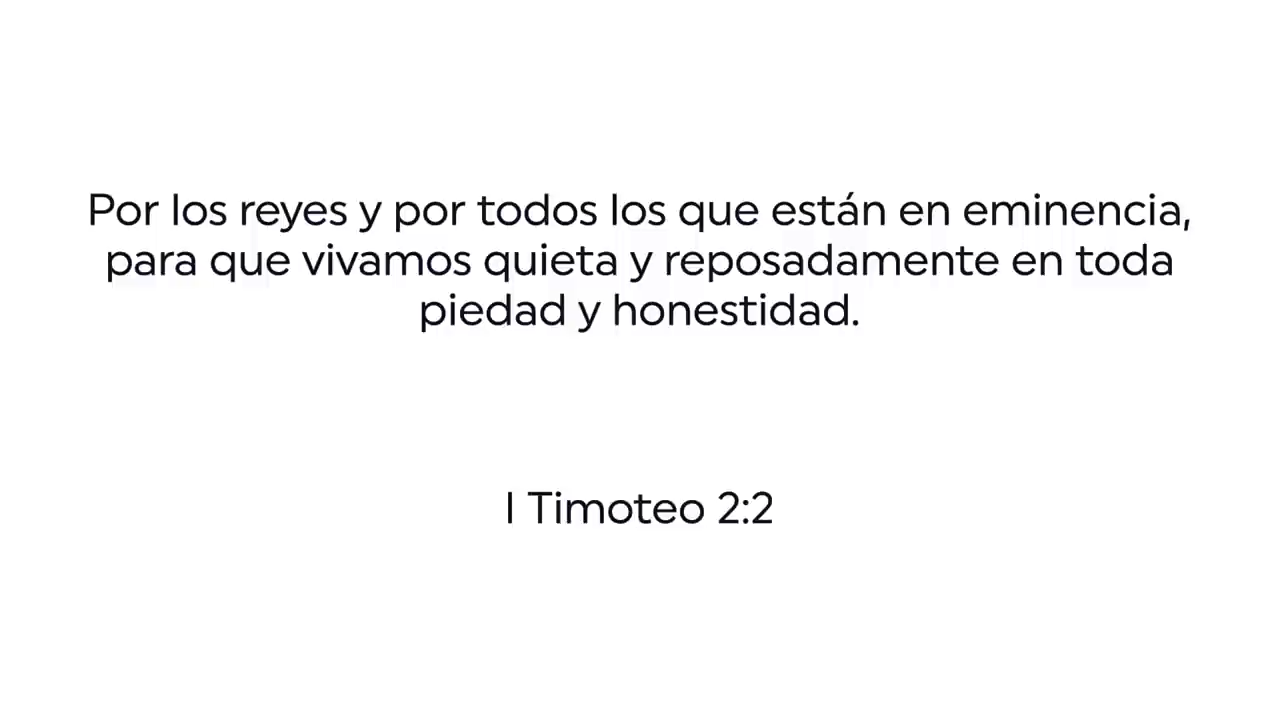 Por los reyes y por todos los que están en eminencia,
para que vivamos quieta y reposadamente en toda
piedad y honestidad.
I Timoteo 2:2